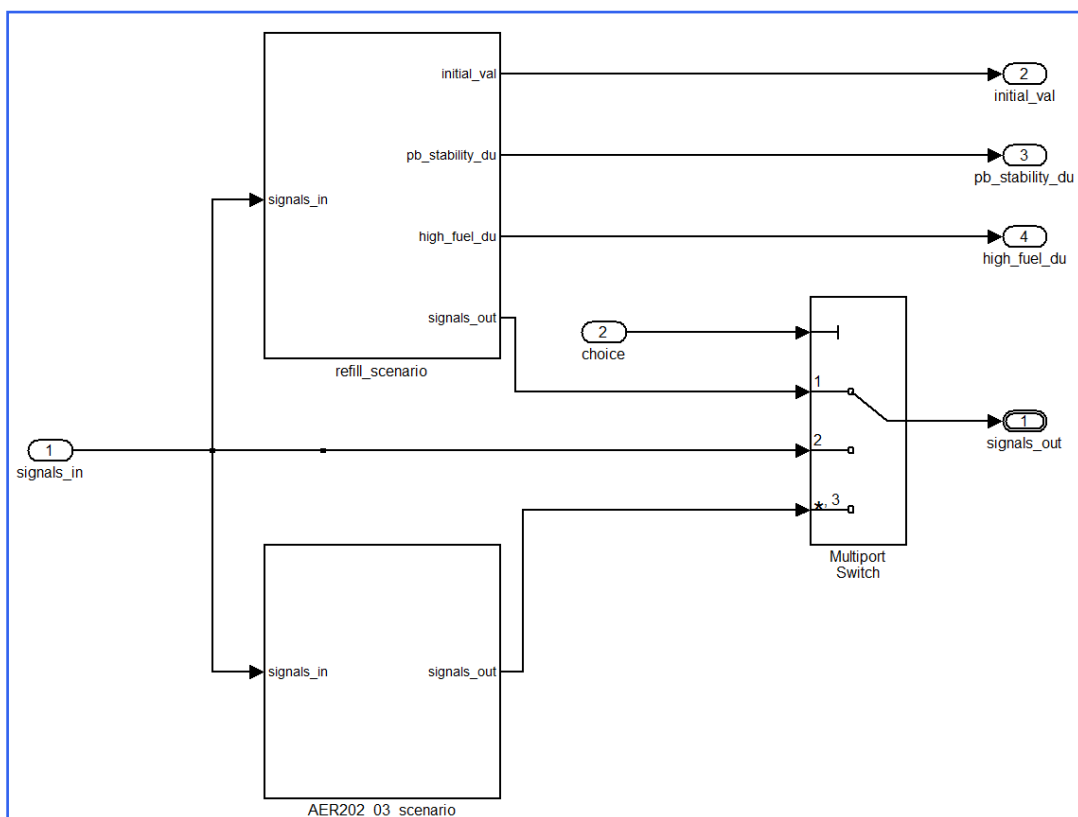 initial_val
2
initial_val
pb_stability_du
3
pb_stability_du
signals_in
high_fuel_du
4
high_fuel_du
signals_out
2
choice
refill_scenario
1
1
signals_out
1
signals_in
2
*, 3
Multiport
Switch
signals_in
signals_out
AER202_03_scenario